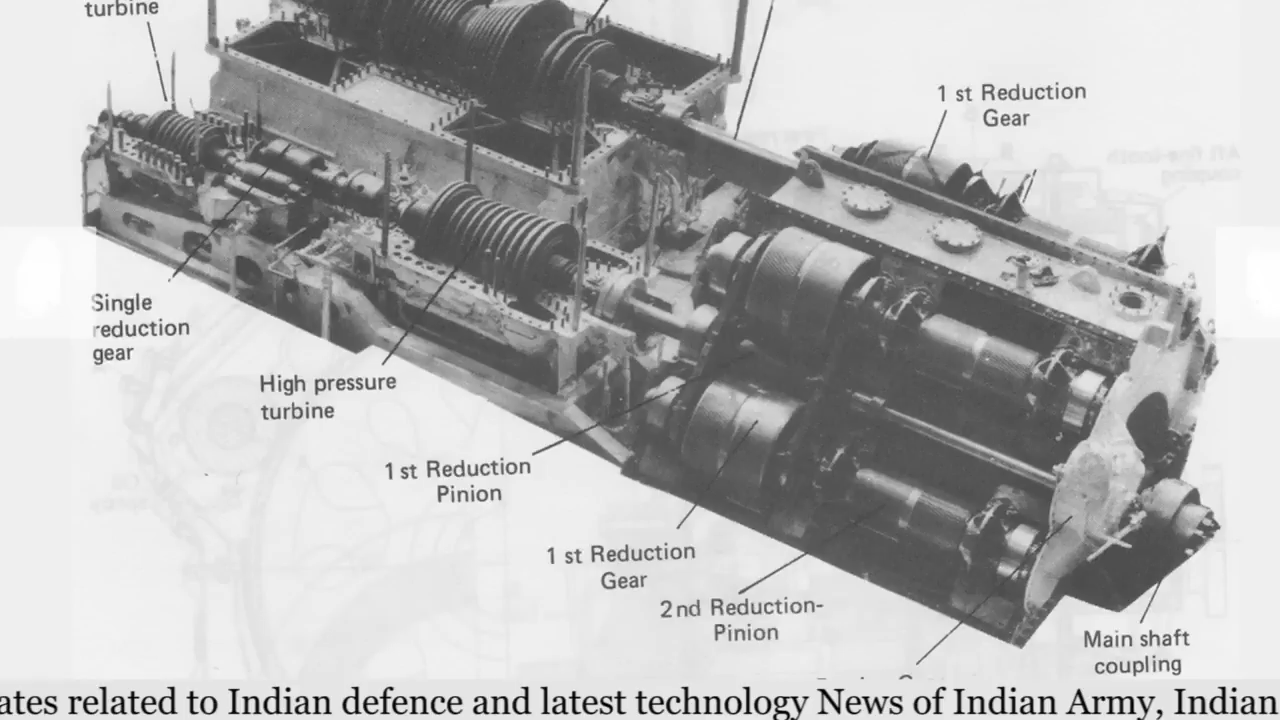 turbine
1 st Reduction
Gear
Single
reduction
gear
High pressure
turbine
1 st Reduction
Pinion
1 st Reduction
Gear
2nd Reduction-
Pinion
Main shaft
coupling
ates related to Indian defence and latest technology News of Indian Army, Indian